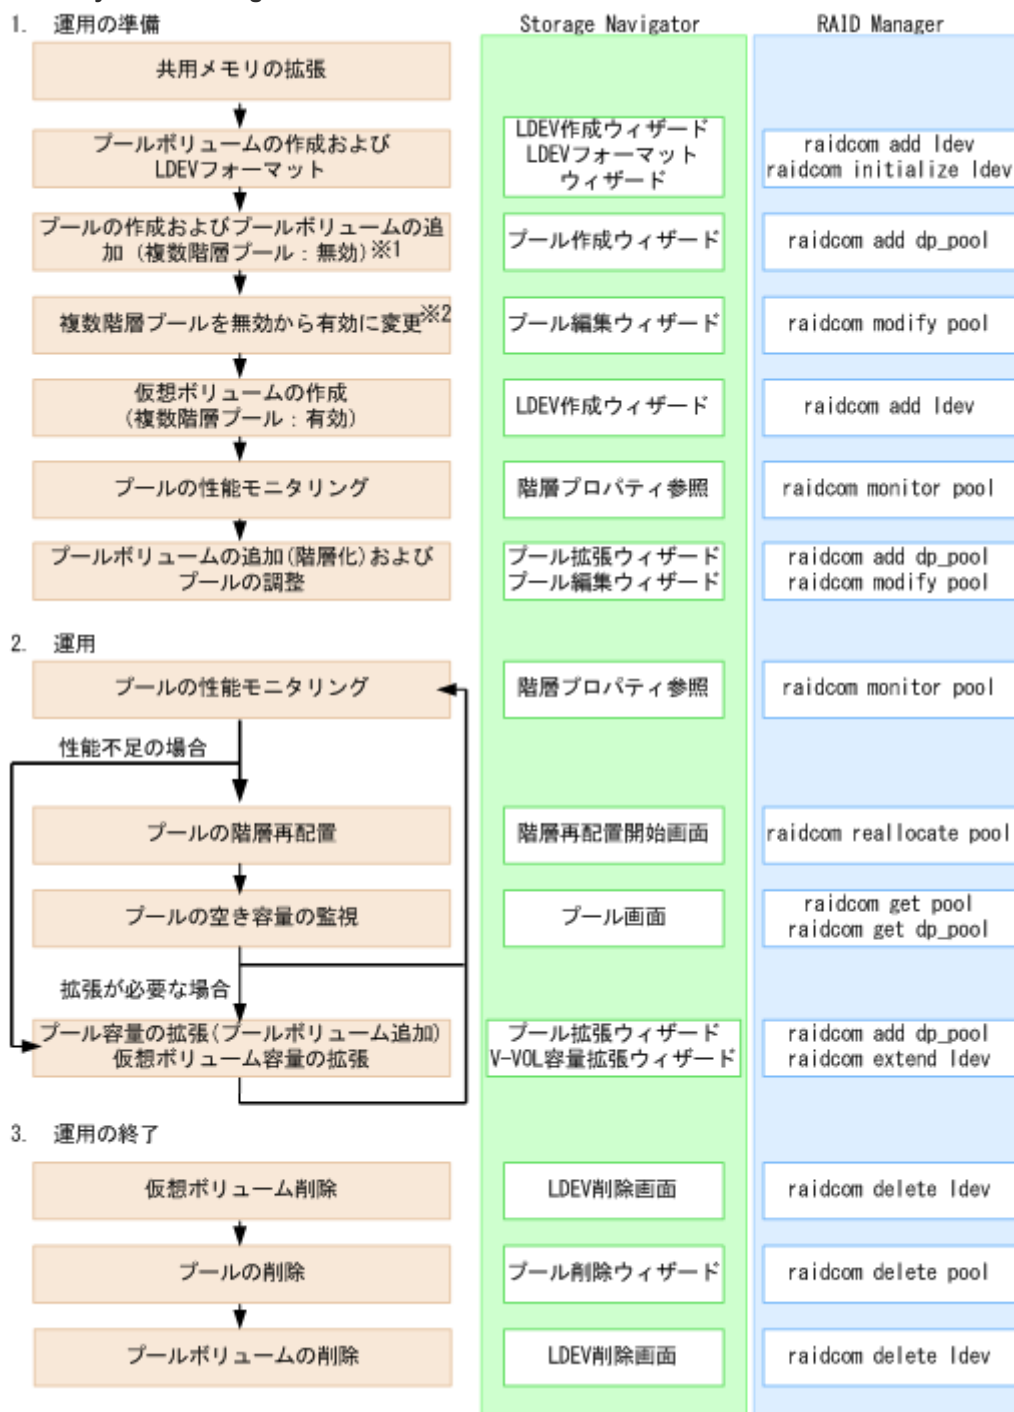 1. 運用の準備
Storage Navigator
RAID Manager
共用メモリの拡張
プールボリュームの作成および
LDEVフォーマット
LDEV作成ウィザード
LDEVフォーマット
ウィザード
raidcom add ldev
raidcom initialize ldev
プールの作成およびプールボリュームの追
加 (複数階層プール:無効)※1
プール作成ウィザード
raidcom add dp_pool
複数階層プールを無効から有効に変更※2
プール編集ウィザード
raidcom modify pool
仮想ボリュームの作成
(複数階層プール:有効)
LDEV作成ウィザード
raidcom add ldev
プールの性能モニタリング
階層プロパティ参照
raidcom monitor pool
プールボリュームの追加(階層化)および
プールの調整
プール拡張ウィザード
プール編集ウィザード
raidcom add dp_pool
raidcom modify pool
2. 運用
プールの性能モニタリング
階層プロパティ参照
raidcom monitor pool
性能不足の場合
プールの階層再配置
階層再配置開始画面
raidcom reallocate pool
プールの空き容量の監視
プール画面
raidcom get pool
raidcom get dp_pool
拡張が必要な場合
プール容量の拡張(プールボリューム追加)
仮想ボリューム容量の拡張
プール拡張ウィザード
V-VOL容量拡張ウィザード
raidcom add dp_pool
raidcom extend ldev
3. 運用の終了
仮想ボリューム削除
LDEV削除画面
raidcom delete ldev
プールの削除
プール削除ウィザード
raidcom delete pool
プールボリュームの削除
LDEV削除画面
raidcom delete ldev